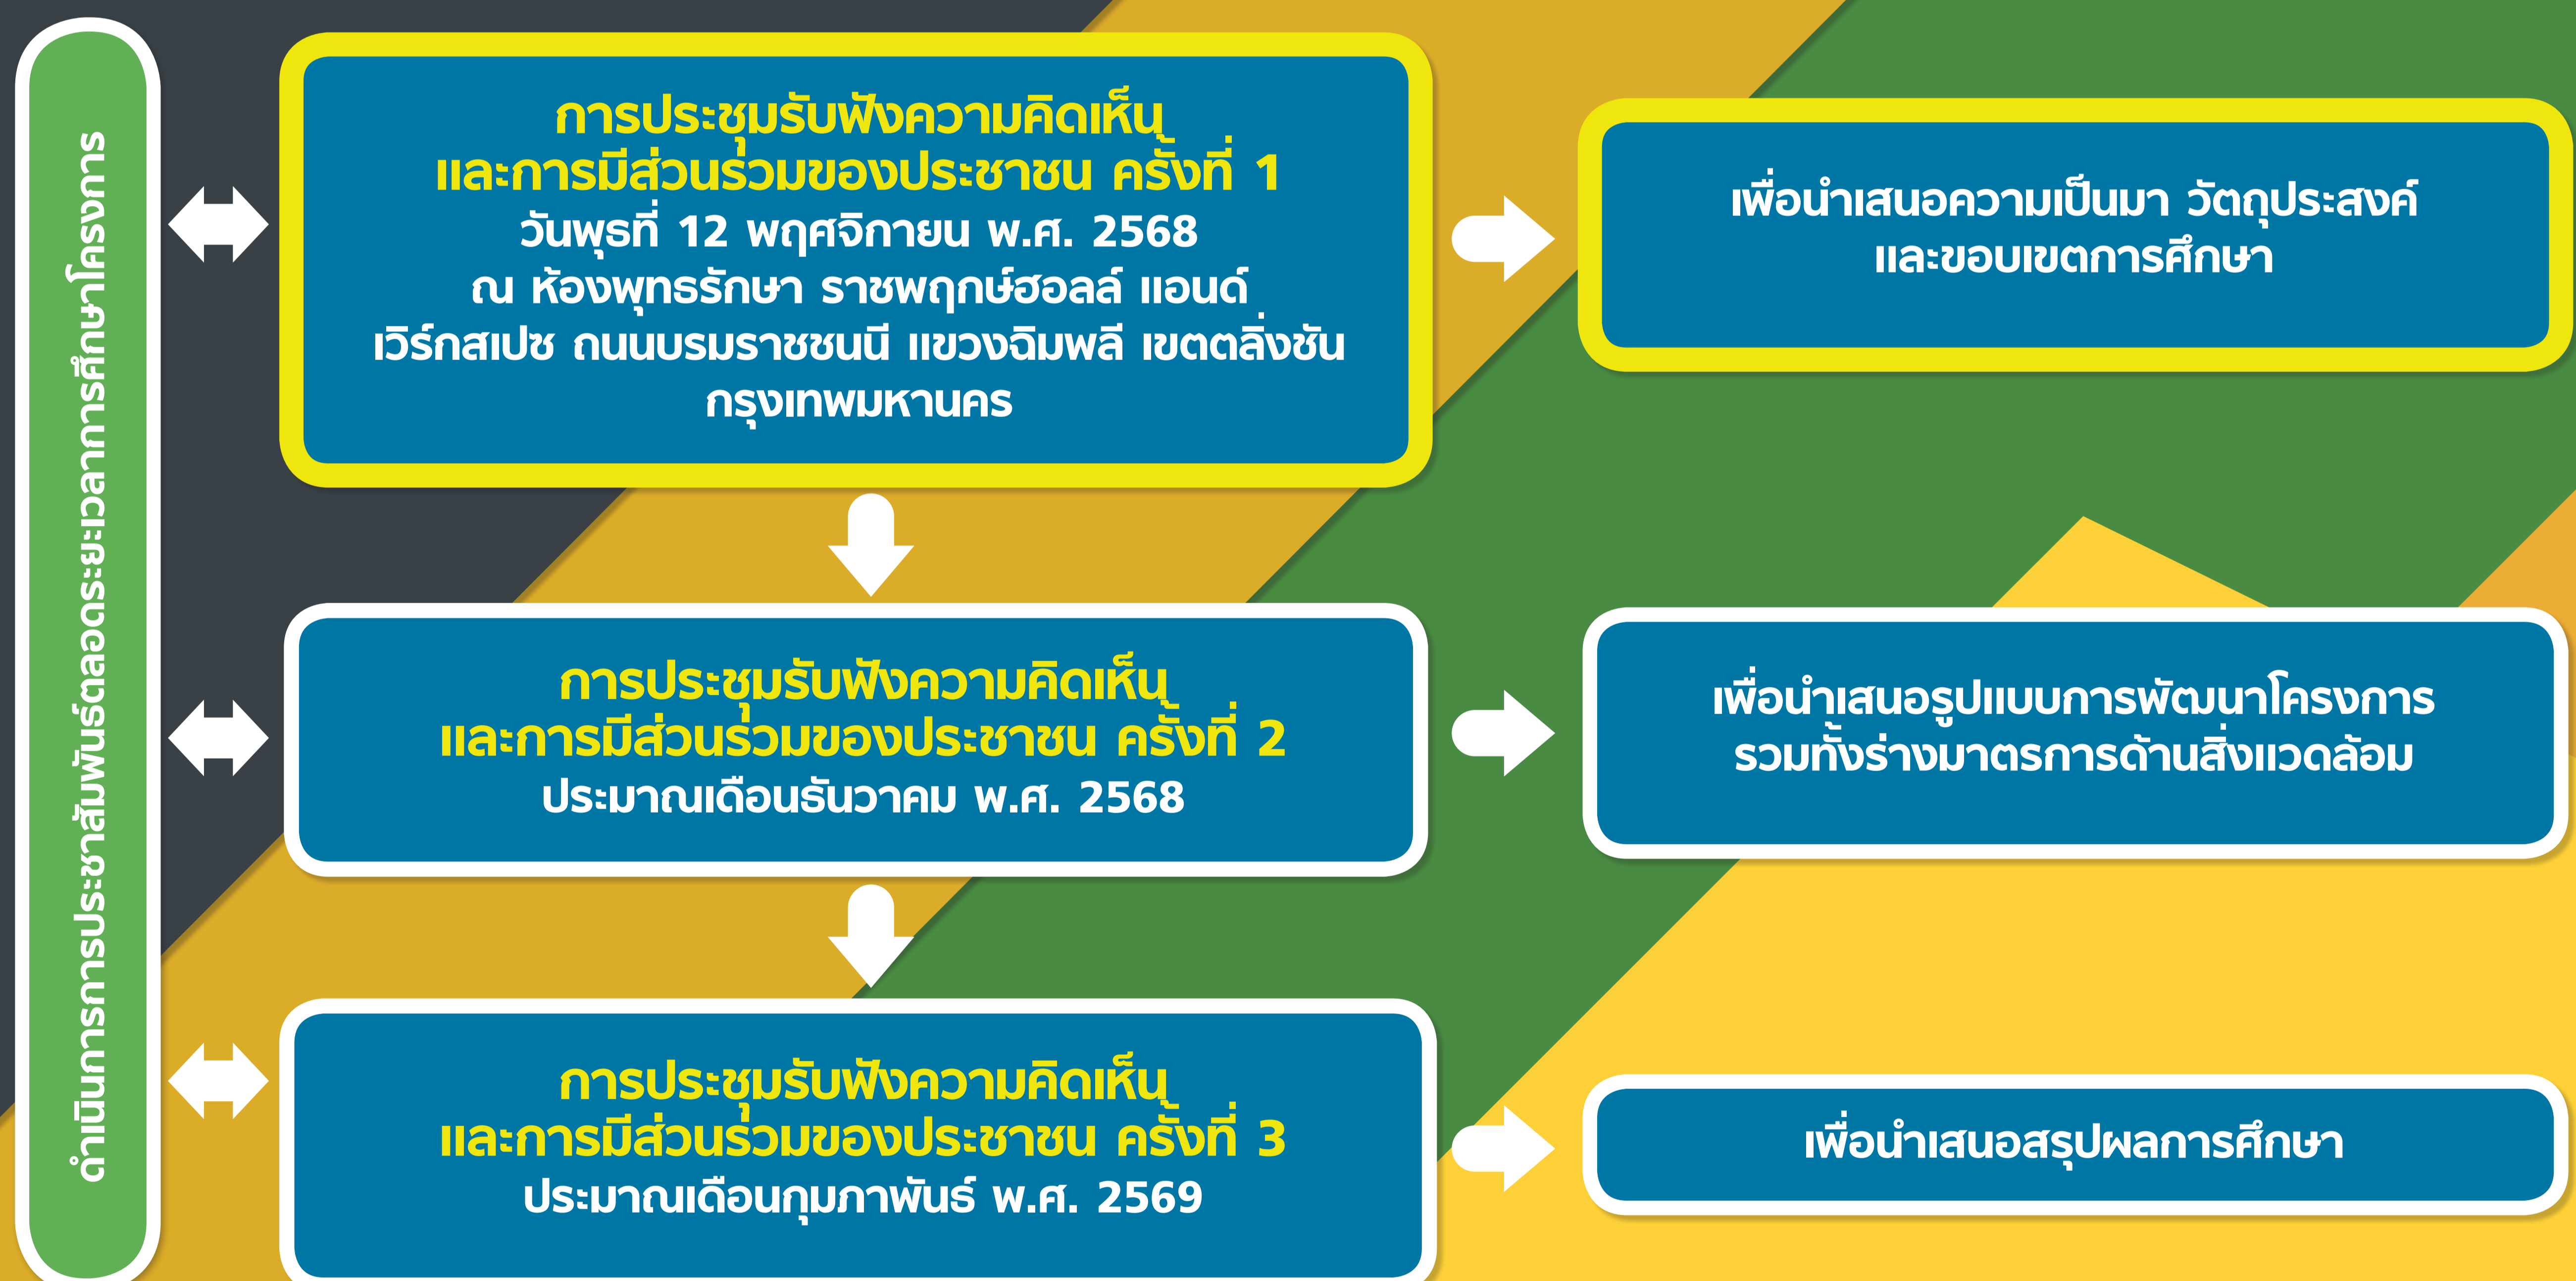 ดำเนินการการประชาสัมพันธ์ตลอดระยะเวลาการศึกษาโครงการ
การประชุมรับฟังความคิดเห็น
และการมีส่วนร่วมของประชาชน ครั้งที่ 1
วันพุธที่ 12 พฤศจิกายน พ.ศ. 2568
ณ ห้องพุทธรักษา ราชพฤกษ์ฮอลล์ แอนด์
เวิร์กสเปซ ถนนบรมราชชนนี แขวงฉิมพลี เขตตลิ่งชัน
กรุงเทพมหานคร
เพื่อนำเสนอความเป็นมา วัตถุประสงค์
และขอบเขตการศึกษา
การประชุมรับฟังความคิดเห็น
และการมีส่วนร่วมของประชาชน ครั้งที่ 2
ประมาณเดือนธันวาคม พ.ศ. 2568
เพื่อนำเสนอรูปแบบการพัฒนาโครงการ
รวมทั้งร่างมาตรการด้านสิ่งแวดล้อม
การประชุมรับฟังความคิดเห็น
และการมีส่วนร่วมของประชาชน ครั้งที่ 3
ประมาณเดือนกุมภาพันธ์ พ.ศ. 2569
เพื่อนำเสนอสรุปผลการศึกษา